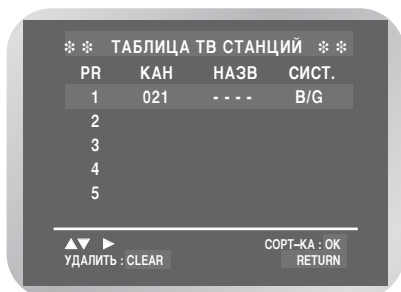 ❇ ❇ ТАБЛИЦА ТВ СТАНЦИЙ ❇ ❇
PR КАН НАЗВ СИСТ.
1 021 - - - - B/G
2
3
4
5
▲▼ ► СОРТ–КА : OK
УДАЛИТЬ : CLEAR RETURN